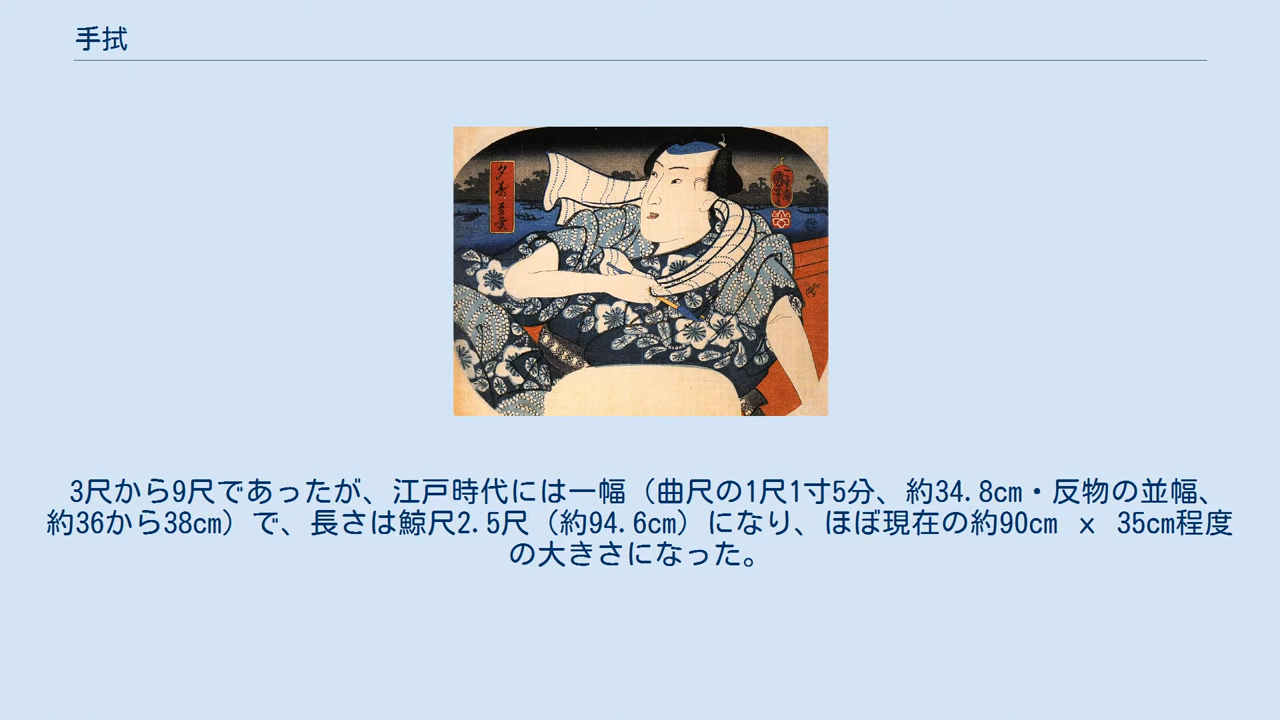 手拭
3尺から9尺であったが、江戸時代には一幅（曲尺の1尺1寸5分、約34.8cm・反物の並幅、
約36から38cm）で、長さは鯨尺2.5尺（約94.6cm）になり、ほぼ現在の約90cm x 35cm程度
の大きさになった。